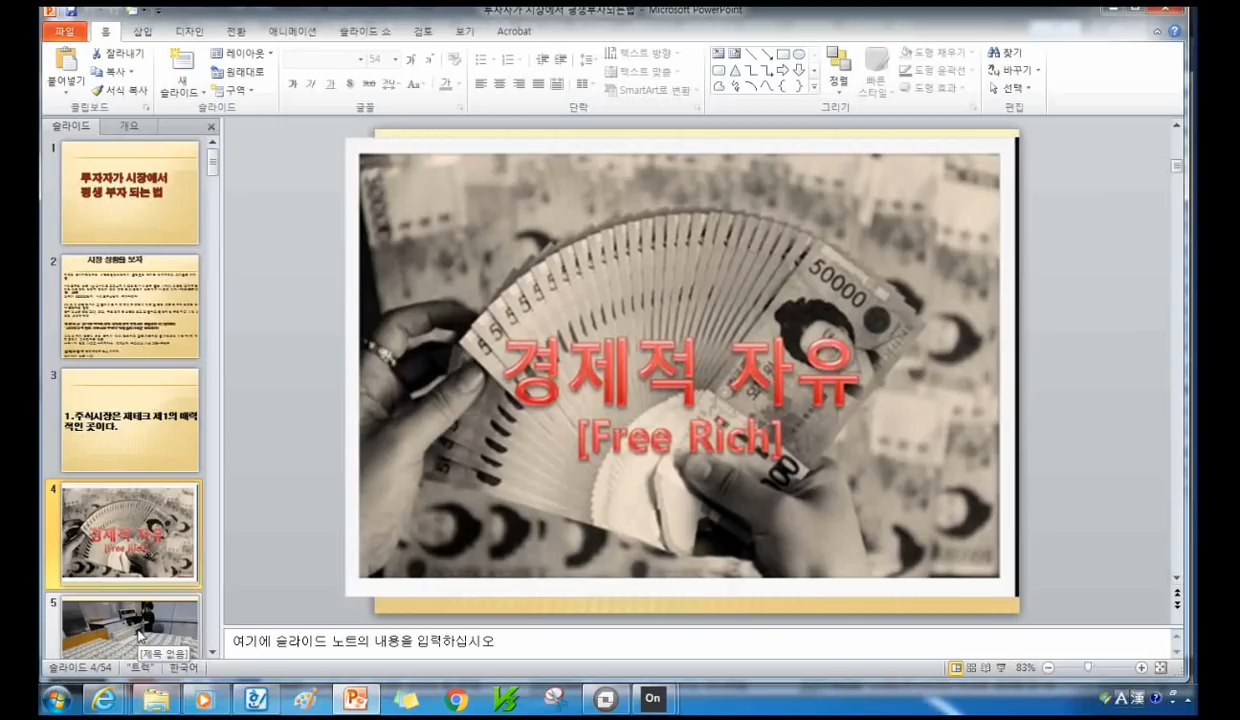 투자자가 시장에서 평생부자되는법 - Microsoft PowerPoint
파일 홈 삽입 디자인 전환 애니메이션 슬라이드 쇼 검토 보기 Acrobat
붙여넣기
잘라내기
복사
서식 복사
클립보드
새 슬라이드
레이아웃
원래대로
구역
슬라이드
54
글꼴
텍스트 방향
텍스트 맞춤
SmartArt로 변환
단락
정렬
빠른 스타일
도형 채우기
도형 윤곽선
도형 효과
그리기
찾기
바꾸기
선택
편집
슬라이드 개요
1
투자자가 시장에서
평생 부자 되는 법
2
시장 상황을 보자
3
1.주식시장은 재테크 제1의 매력
적인 곳이다.
4
경제적 자유
[Free Rich]
5
[제목 없음]
50000
경제적 자유
[Free Rich]
여기에 슬라이드 노트의 내용을 입력하십시오
슬라이드 4/54 "트렉" 한국어
83%
On
A 漢